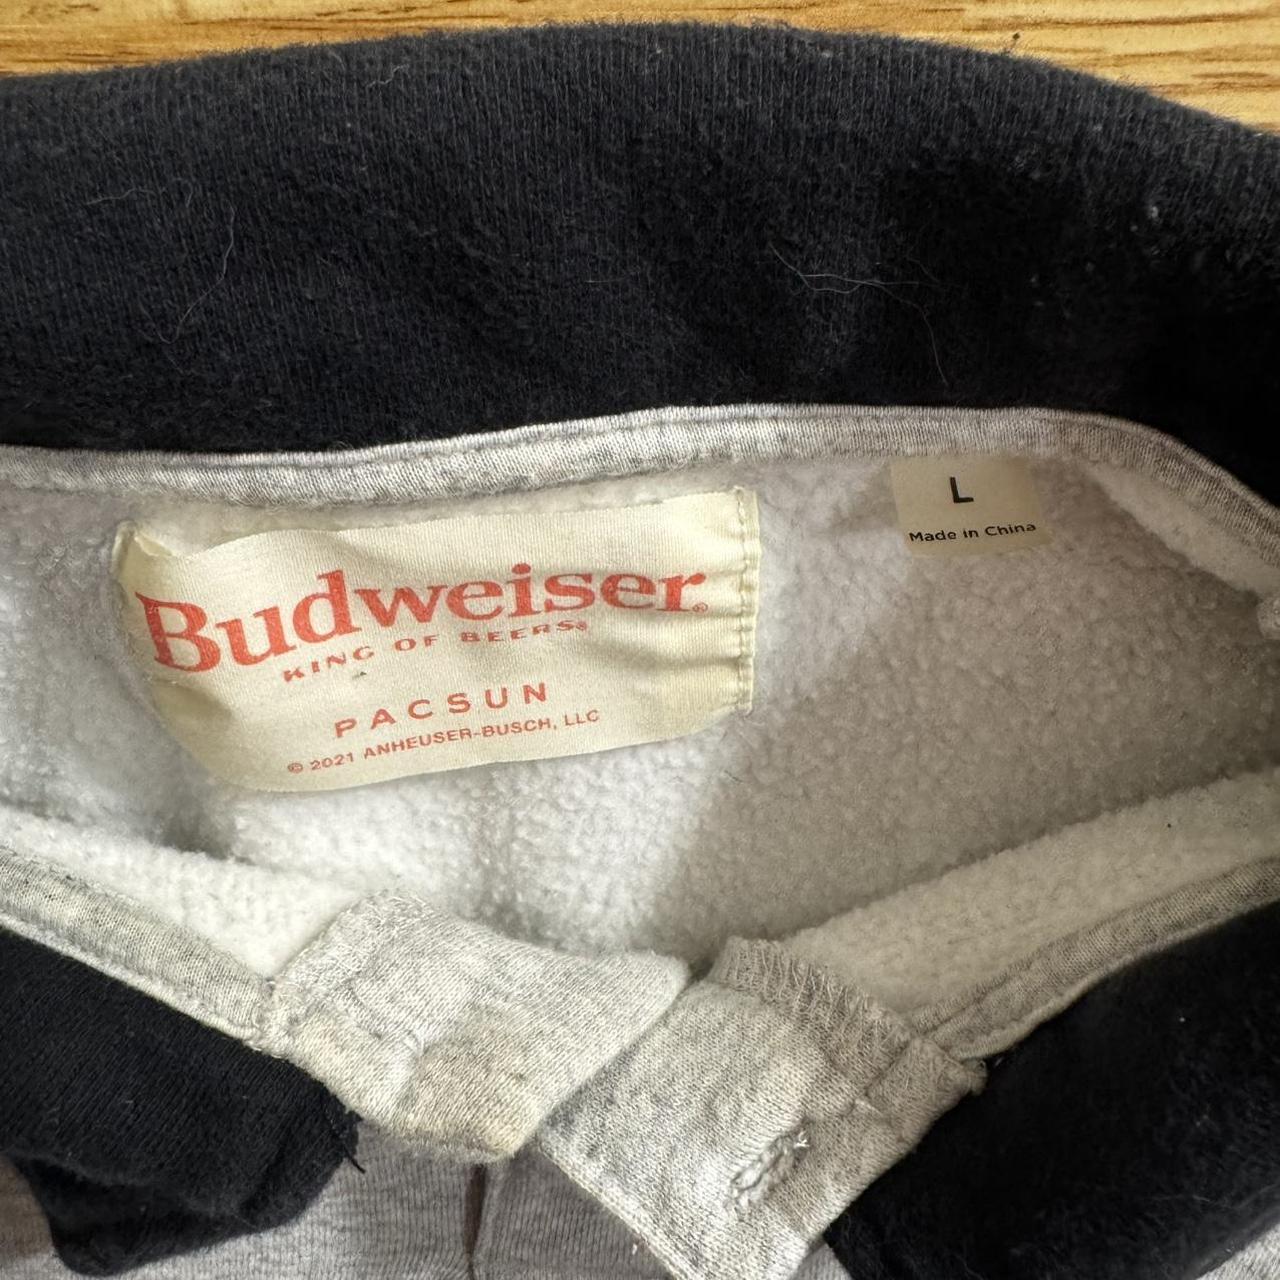 Budweiser®
KING OF BEERS®
PACSUN
© 2021 ANHEUSER-BUSCH, LLC
L
Made in China